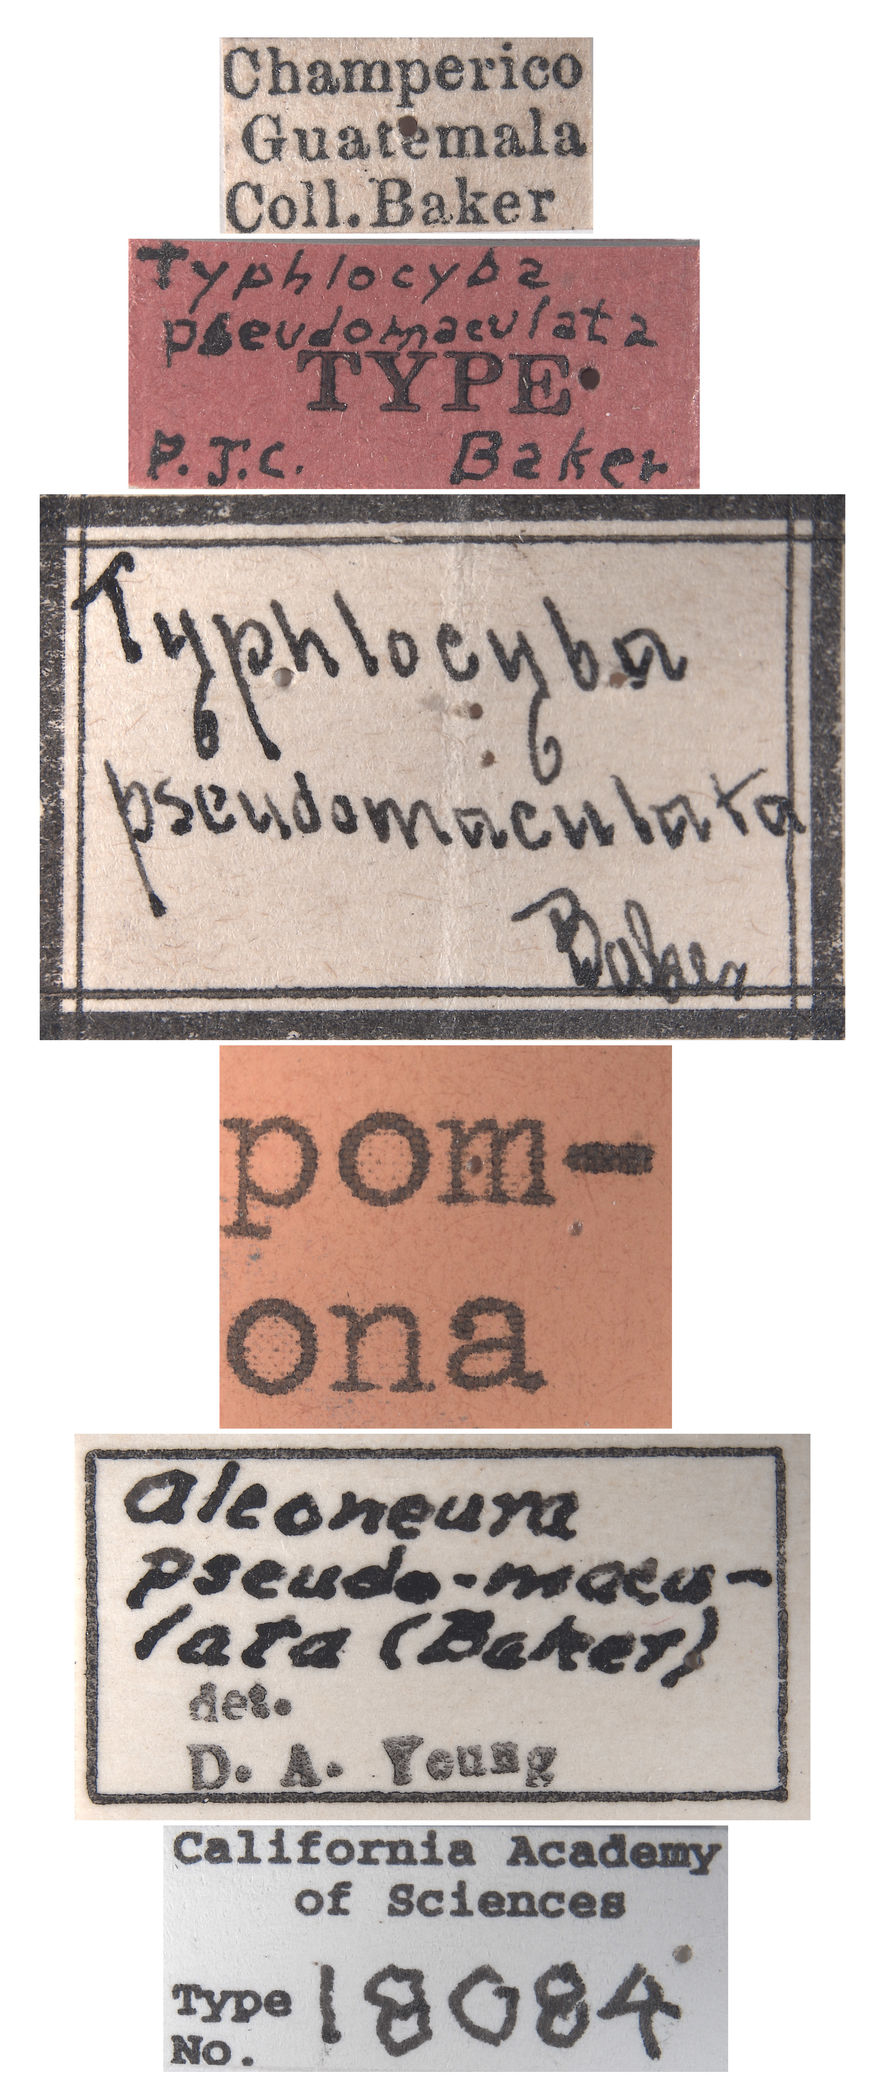 Champerico
Guatemala
Coll. Baker
Typhlocyba
pseudomaculata
TYPE
P.J.C. Baker
Typhlocyba
pseudomaculata
Baker
pom-
ona
Alconeura
pseudo-macu-
lata (Baker)
det.
D. A. Young
California Academy
of Sciences
Type
No. 18084